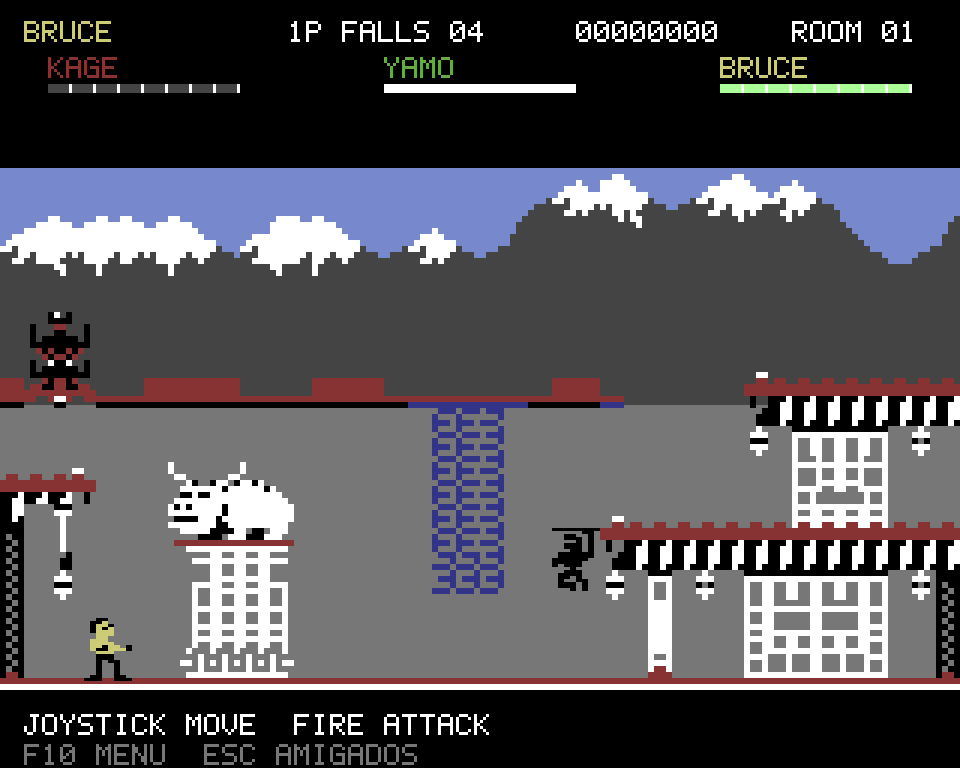 BRUCE 1P FALLS 04 00000000 ROOM 01
KAGE YAMO BRUCE
JOYSTICK MOVE FIRE ATTACK
F10 MENU ESC AMIGADOS